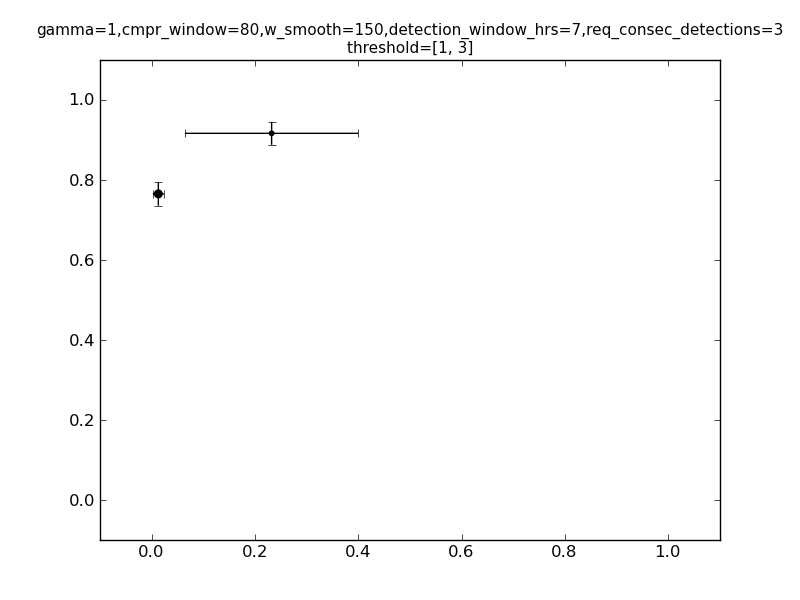 gamma=1,cmpr_window=80,w_smooth=150,detection_window_hrs=7,req_consec_detections=3
threshold=[1, 3]
1.0
0.8
0.6
0.4
0.2
0.0
0.0 0.2 0.4 0.6 0.8 1.0